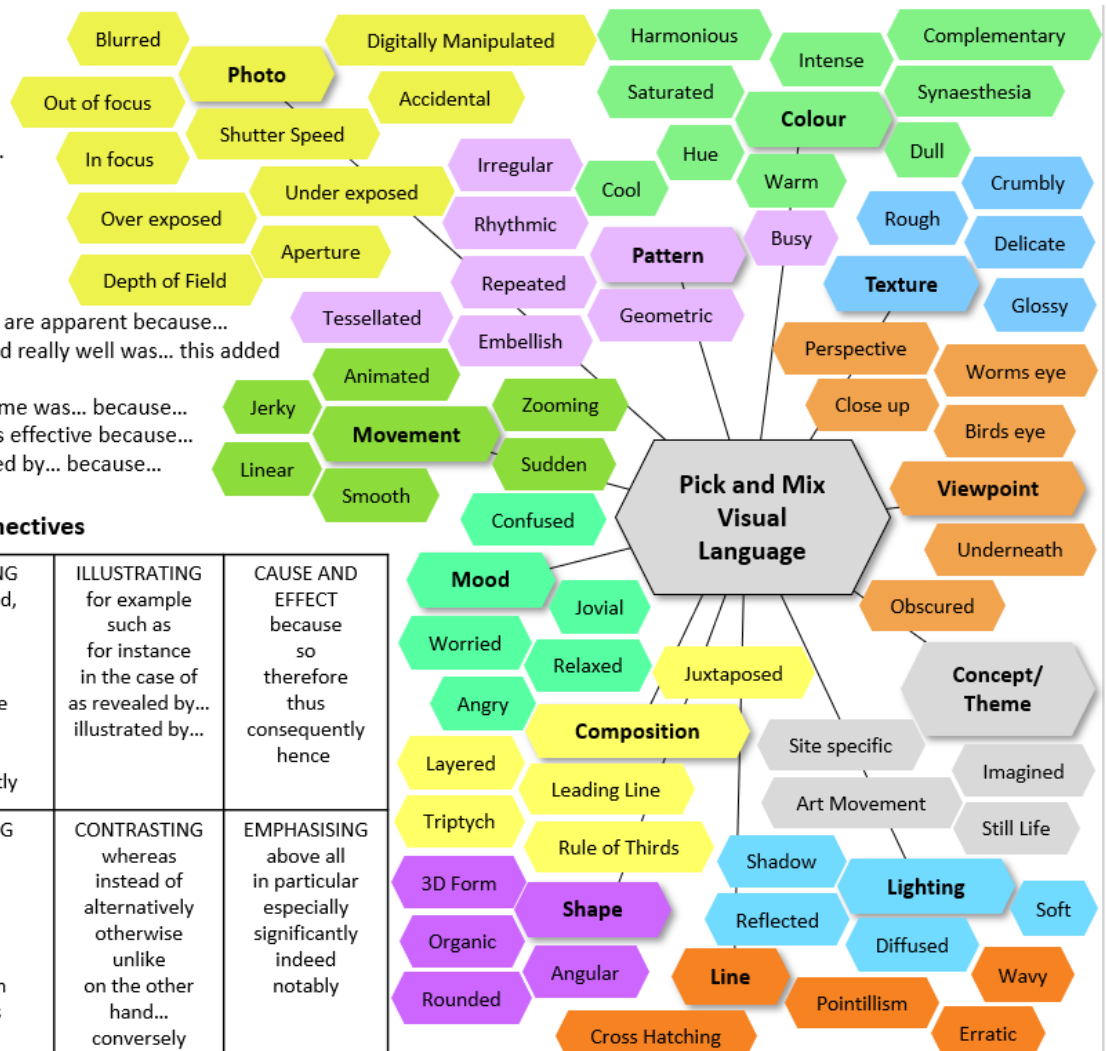 Blurred
Digitally Manipulated
Photo
Out of focus
Accidental
Shutter Speed
In focus
Under exposed
Over exposed
Aperture
Depth of Field
Harmonious
Complementary
Intense
Saturated
Synaesthesia
Colour
Hue
Dull
Cool
Warm
Irregular
Rhythmic
Busy
Pattern
Repeated
Geometric
Tessellated
Embellish
Crumbly
Rough
Delicate
Texture
Glossy
Perspective
Worms eye
Close up
Birds eye
Viewpoint
Underneath
Obscured
are apparent because…
really well was… this added
me was… because…
effective because…
by… because…
Animated
Jerky
Zooming
Movement
Linear
Sudden
Smooth
Pick and Mix
Visual
Language
Confused
Mood
Jovial
Worried
Relaxed
Angry
Juxtaposed
Composition
Layered
Leading Line
Triptych
Rule of Thirds
Concept/
Theme
Site specific
Imagined
Art Movement
Still Life
Shadow
Lighting
Soft
Reflected
Diffused
3D Form
Shape
Organic
Angular
Rounded
Line
Wavy
Pointillism
Erratic
Cross Hatching
nectives
ILLUSTRATING
for example
such as
for instance
in the case of
as revealed by…
illustrated by…
CAUSE AND
EFFECT
because
so
therefore
thus
consequently
hence
CONTRASTING
whereas
instead of
alternatively
otherwise
unlike
on the other
hand…
conversely
EMPHASISING
above all
in particular
especially
significantly
indeed
notably